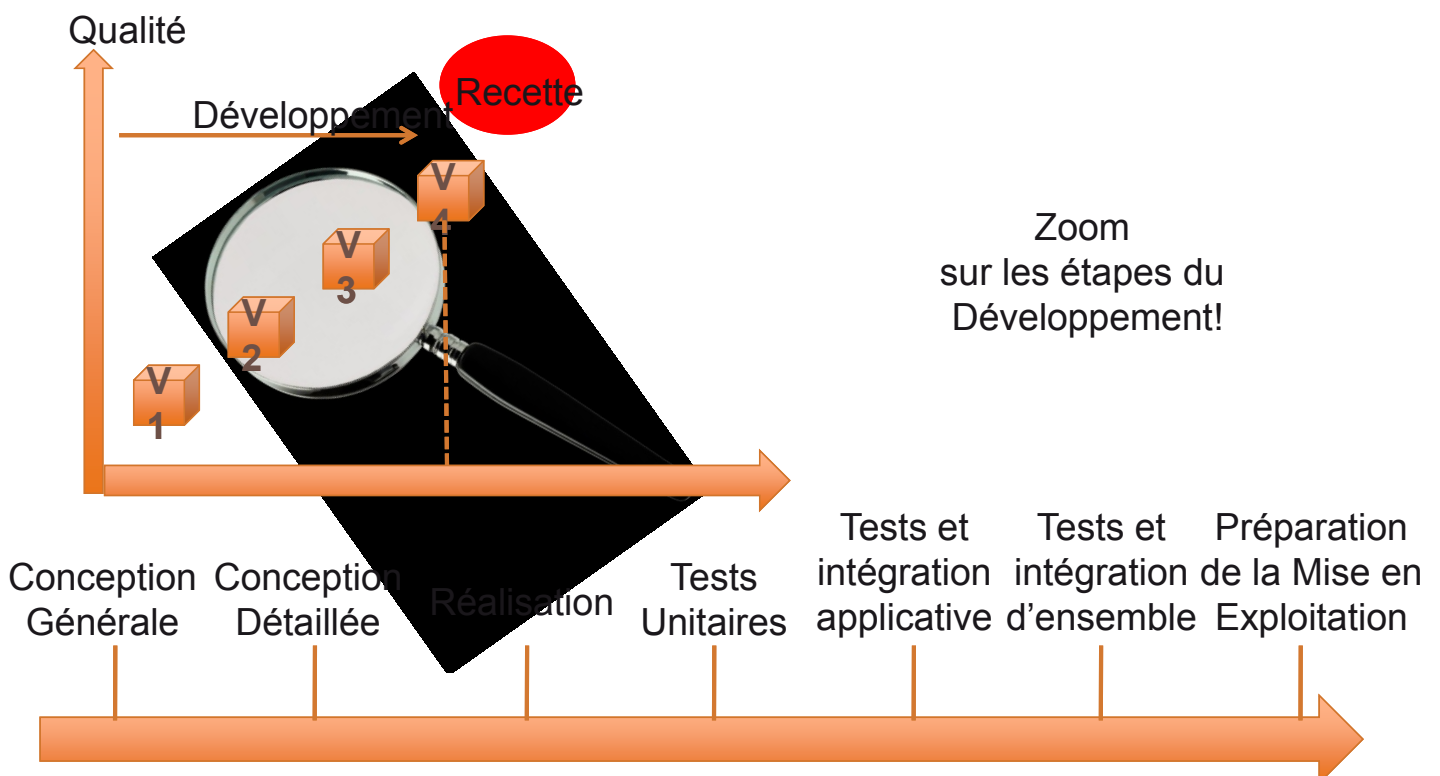 Qualité
Recette
Développement
V
4
V
3
V
2
V
1
Zoom
sur les étapes du
Développement!
Conception
Générale
Conception
Détaillée
Réalisation
Tests
Unitaires
Tests et
intégration
applicative
Tests et
intégration
d’ensemble
Préparation
de la Mise en
Exploitation